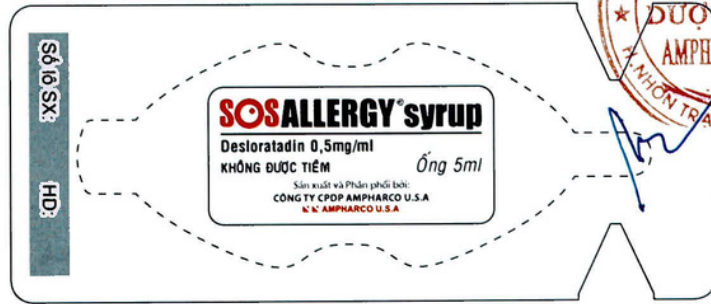 Số lô SX: HD:
SOSALLERGY® syrup
Desloratadin 0,5mg/ml
KHÔNG ĐƯỢC TIÊM Ống 5ml
Sản xuất và Phân phối bởi:
CÔNG TY CPDP AMPHARCO U.S.A
AMPHARCO U.S.A
DƯỢ
AMPH
H. NHƠN TRẠ